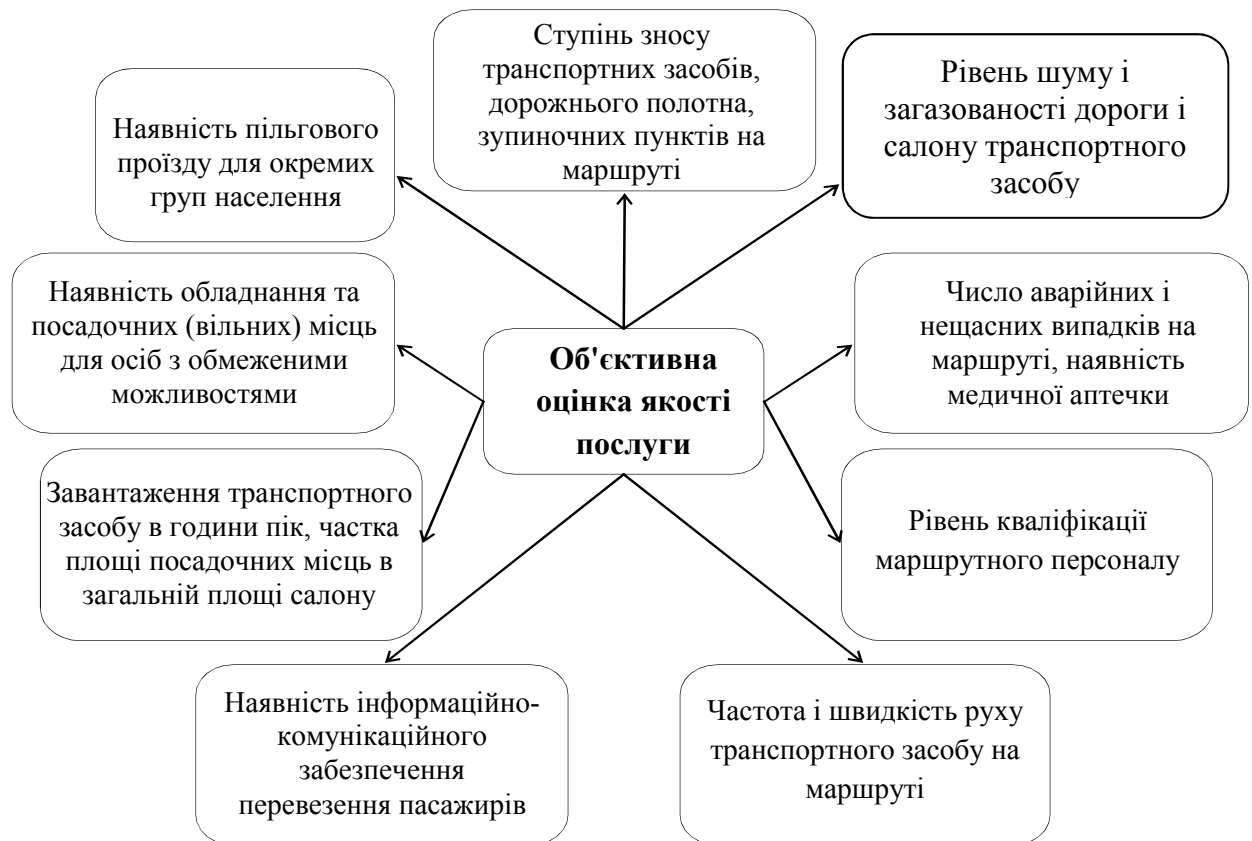 Ступінь зносу
транспортних засобів,
дорожнього полотна,
зупиночних пунктів на
маршруті
Рівень шуму і
загазованості дороги і
салону транспортного
засобу
Наявність пільгового
проїзду для окремих
груп населення
Наявність обладнання та
посадочних (вільних) місць
для осіб з обмеженими
можливостями
Об'єктивна
оцінка якості
послуги
Число аварійних і
нещасних випадків на
маршруті, наявність
медичної аптечки
Завантаження транспортного
засобу в години пік, частка
площі посадочних місць в
загальній площі салону
Рівень кваліфікації
маршрутного персоналу
Наявність інформаційно-
комунікаційного
забезпечення
перевезення пасажирів
Частота і швидкість руху
транспортного засобу на
маршруті